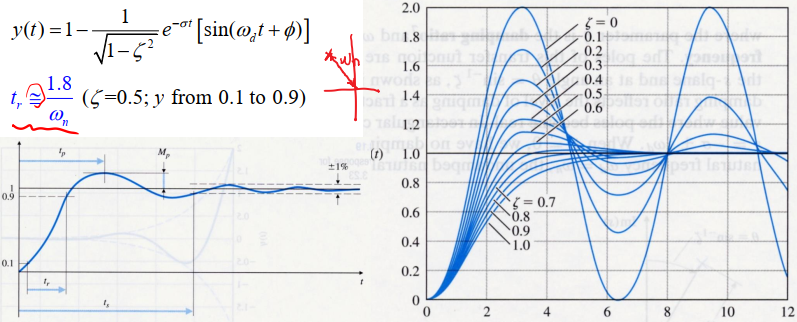 y(t) = 1 − 1/√(1−ζ²) e^(−σt) [sin(ω_d t + ϕ)]
t_r ≅ 1.8/ω_n (ζ=0.5; y from 0.1 to 0.9)
ω_n
t_p
M_p
±1%
1
0.9
0.1
t_r
t_s
t
(t)
2.0
1.8
1.6
1.4
1.2
1.0
0.8
0.6
0.4
0.2
0
ζ = 0
0.1
0.2
0.3
0.4
0.5
0.6
ζ = 0.7
0.8
0.9
1.0
0
2
4
6
8
10
12